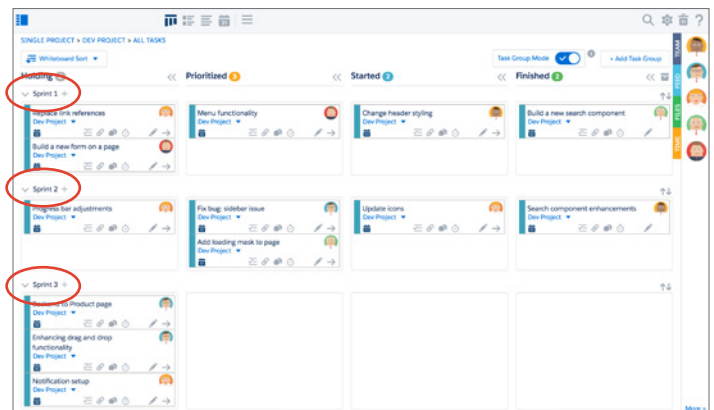 SINGLE PROJECT > DEV PROJECT > ALL TASKS
Whiteboard Sort
Task Group Mode
+ Add Task Group
Holding
Prioritized 3
Started 2
Finished 2
Sprint 1 +
Replace link references
Dev Project
Build a new form on a page
Dev Project
Menu functionality
Dev Project
Change header styling
Dev Project
Build a new search component
Dev Project
Sprint 2 +
Progress bar adjustments
Dev Project
Fix bug: sidebar issue
Dev Project
Add loading mask to page
Dev Project
Update icons
Dev Project
Search component enhancements
Dev Project
Sprint 3 +
to Product page
Dev Project
Enhancing drag and drop
functionality
Dev Project
Notification setup
Dev Project
TEAM
FEED
FILES
TIME
More